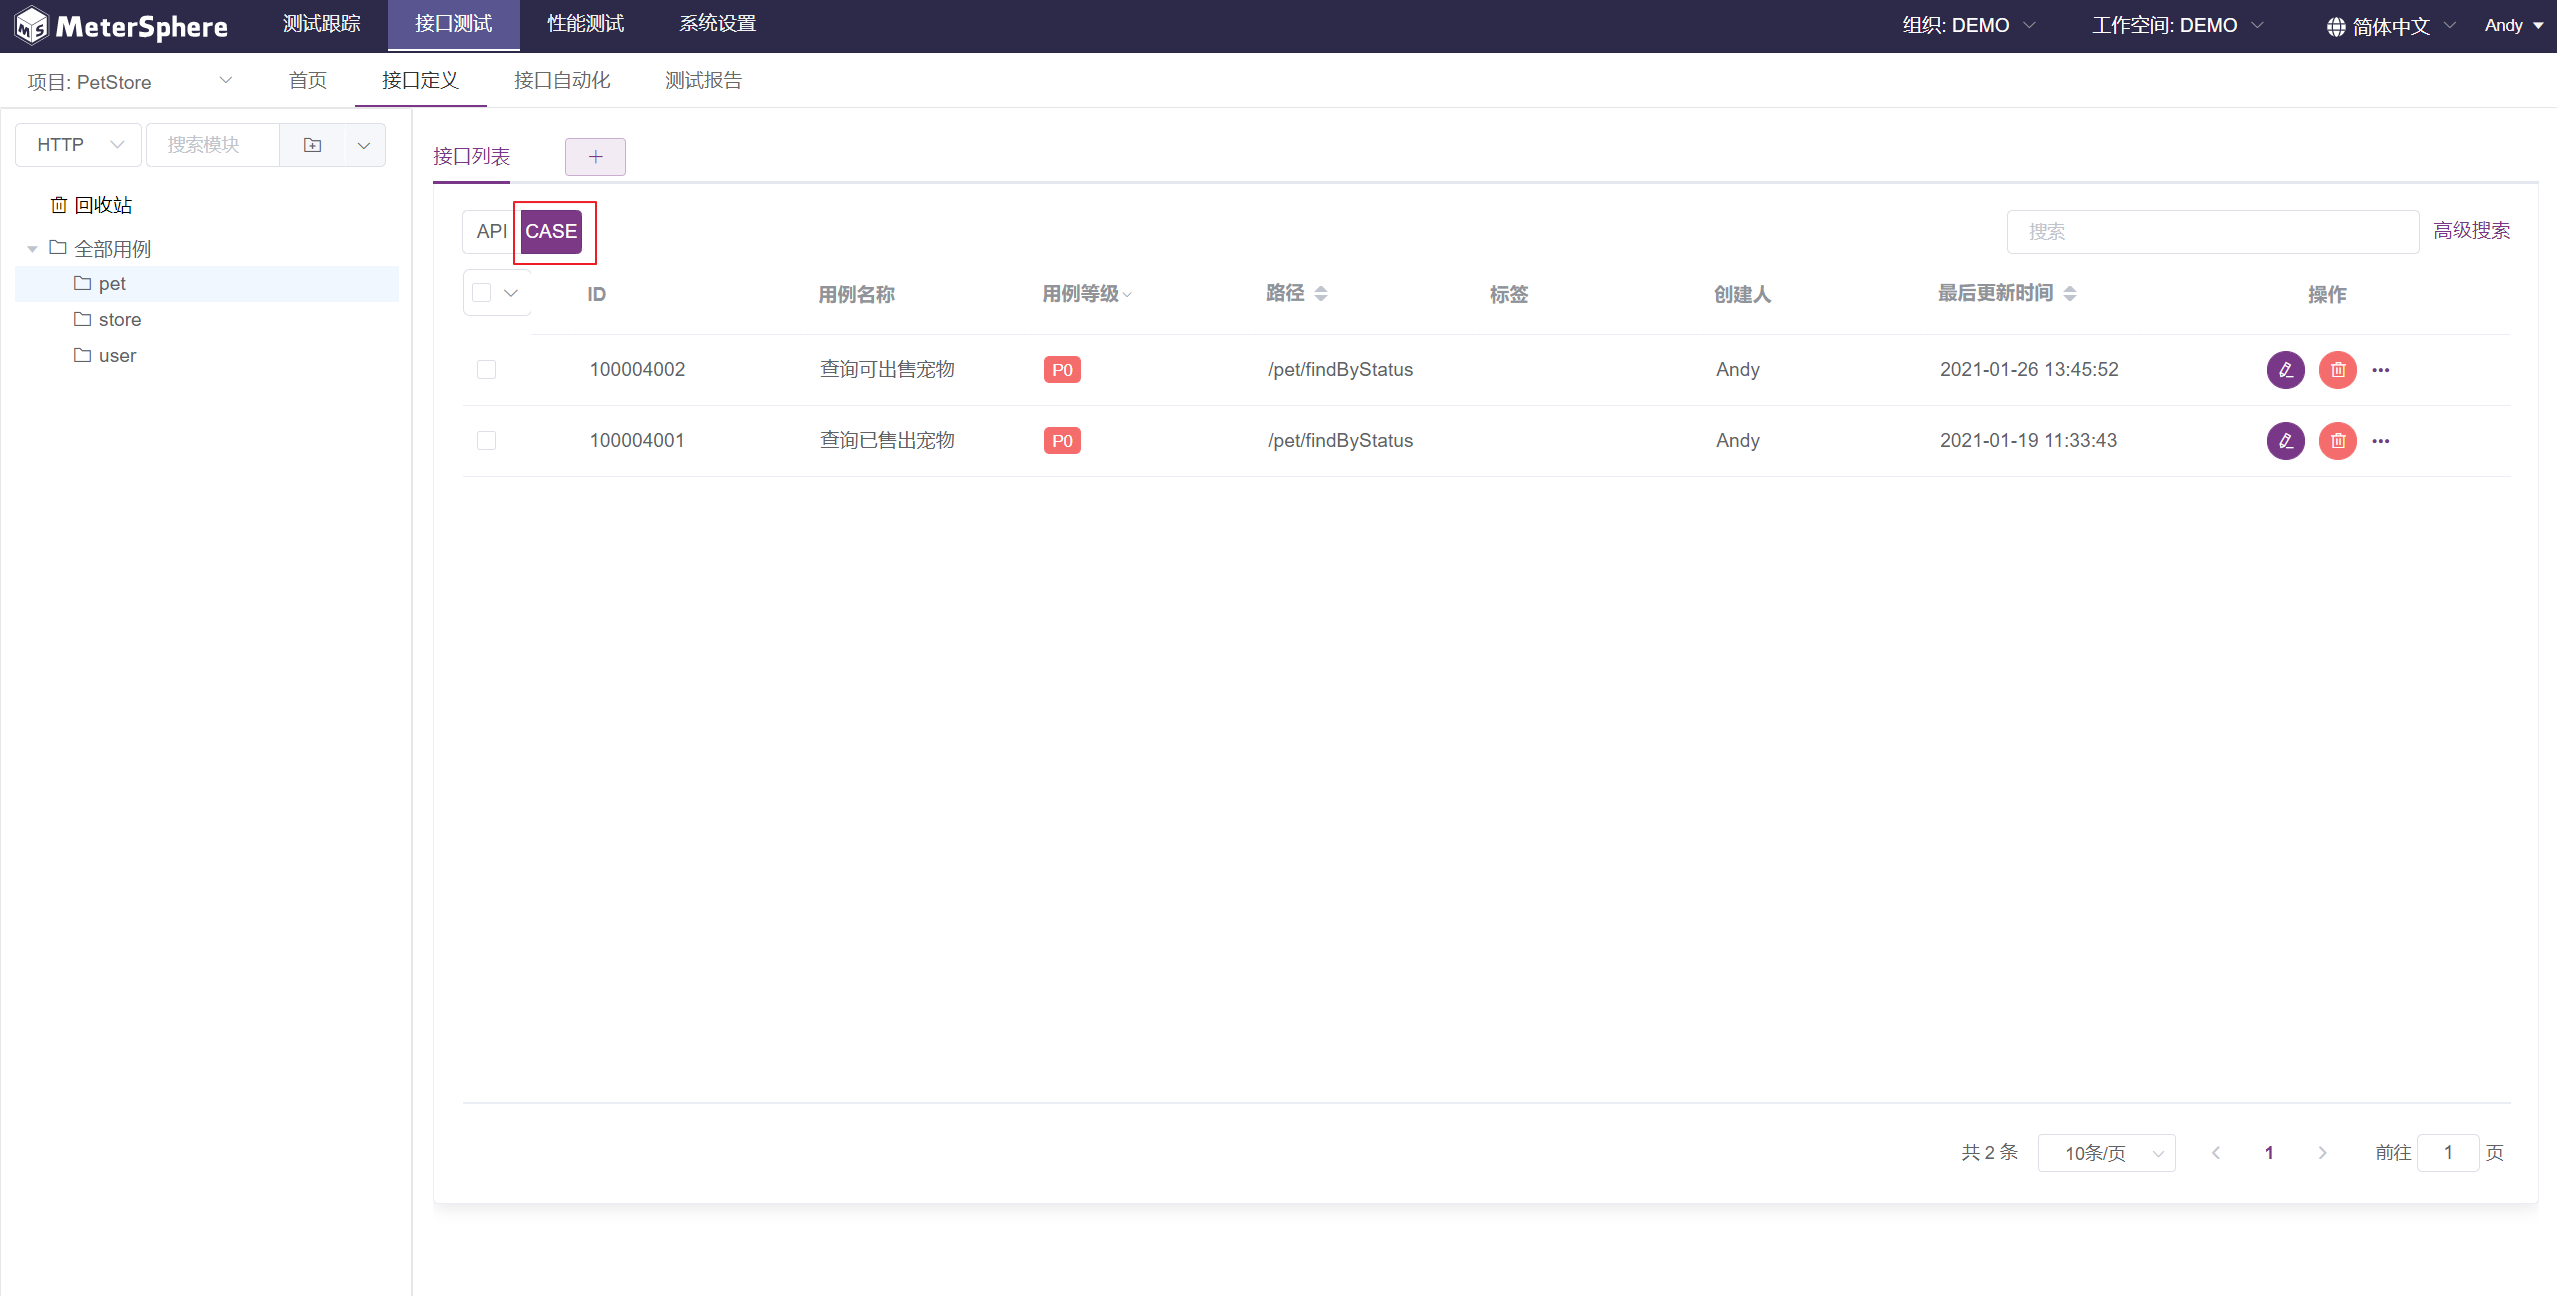 MeterSphere 测试跟踪 接口测试 性能测试 系统设置 组织: DEMO 工作空间: DEMO 简体中文 Andy
项目: PetStore 首页 接口定义 接口自动化 测试报告
HTTP 搜索模块
回收站
全部用例
pet
store
user
接口列表 +
API CASE 搜索 高级搜索
ID 用例名称 用例等级 路径 标签 创建人 最后更新时间 操作
100004002 查询可出售宠物 P0 /pet/findByStatus Andy 2021-01-26 13:45:52
100004001 查询已售出宠物 P0 /pet/findByStatus Andy 2021-01-19 11:33:43
共 2 条 10条/页 1 前往 1 页